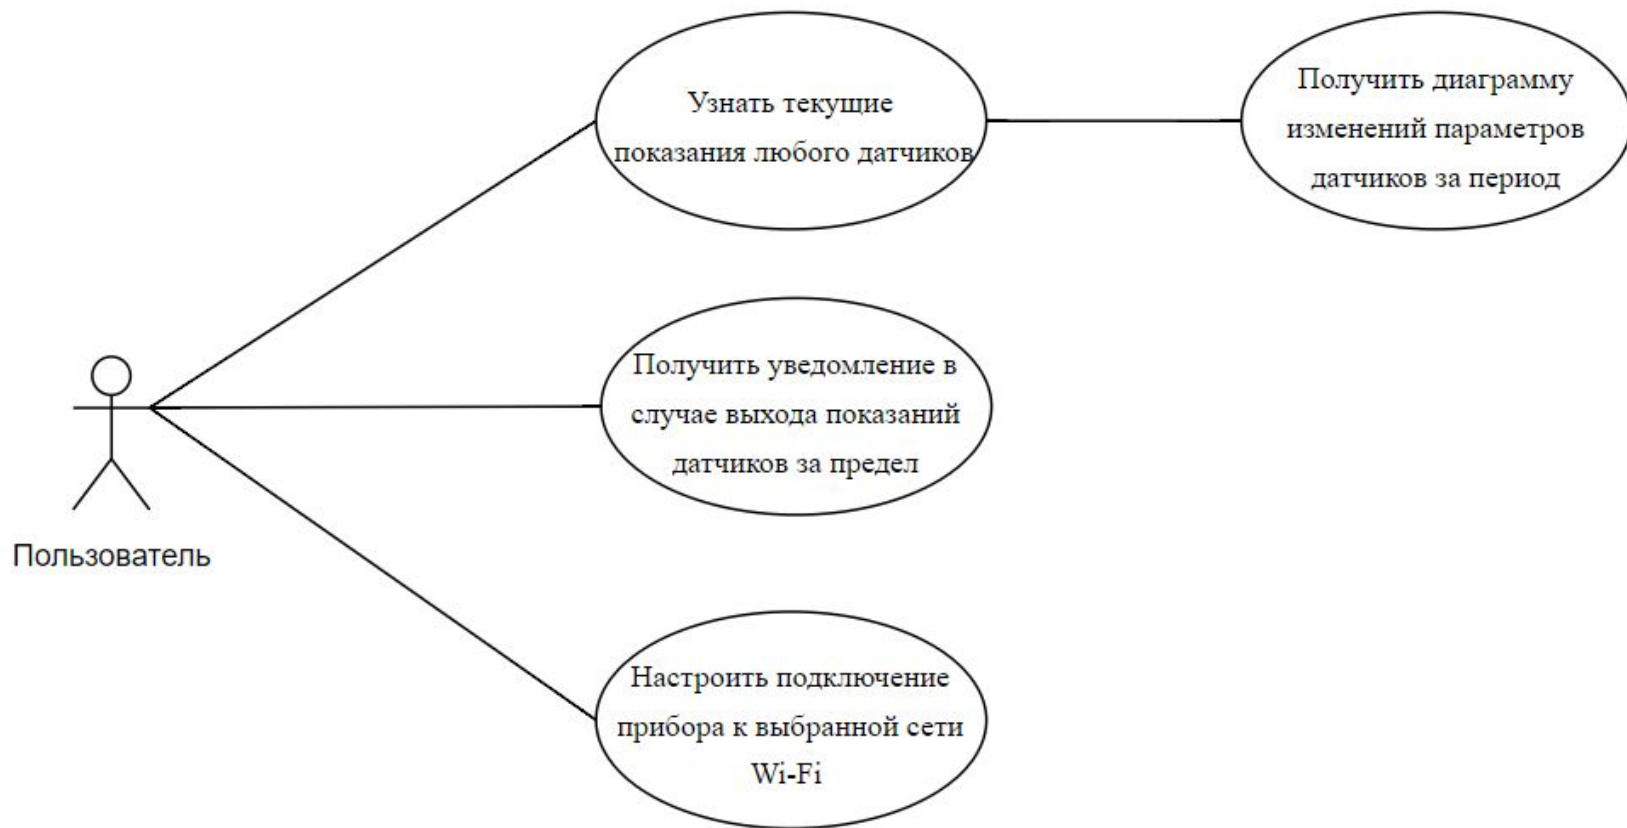 Узнать текущие
показания любого датчиков
Получить диаграмму
изменений параметров
датчиков за период
Получить уведомление в
случае выхода показаний
датчиков за предел
Пользователь
Настроить подключение
прибора к выбранной сети
Wi-Fi